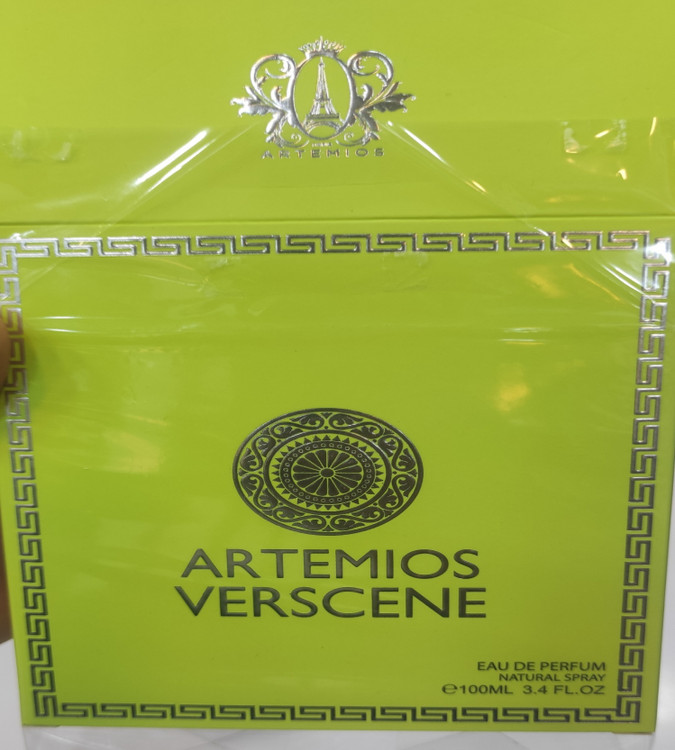 ARTEMIOS
ARTEMIOS
VERSCENE
EAU DE PERFUM
NATURAL SPRAY
℮100ML 3.4 FL.OZ